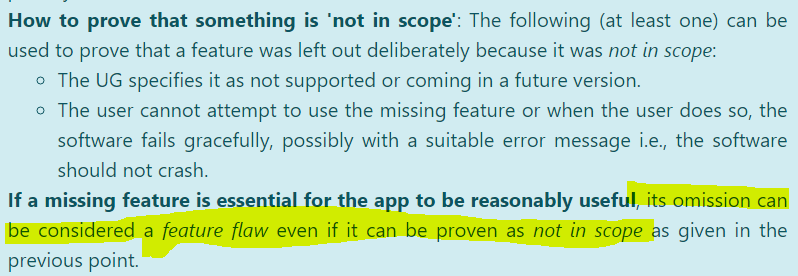 How to prove that something is 'not in scope': The following (at least one) can be
used to prove that a feature was left out deliberately because it was not in scope:
The UG specifies it as not supported or coming in a future version.
The user cannot attempt to use the missing feature or when the user does so, the
software fails gracefully, possibly with a suitable error message i.e., the software
should not crash.
If a missing feature is essential for the app to be reasonably useful, its omission can
be considered a feature flaw even if it can be proven as not in scope as given in the
previous point.